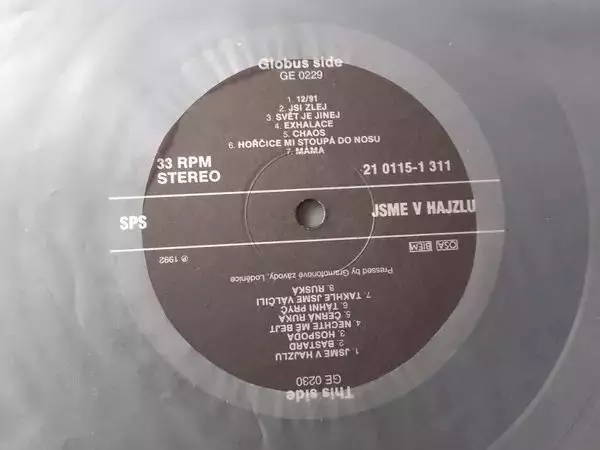 Globus side
GE 0229
1. 12/91
2. JSI ZLEJ
3. SVĚT JE JINEJ
4. EXHALACE
5. CHAOS
6. HOŘČICE MI STOUPÁ DO NOSU
7. MÁMA
33 RPM
STEREO
21 0115-1 311
SPS
JSME V HAJZLU
℗ 1992
OSA
BIEM
Pressed by Gramofonové závody, Loděnice
This side
GE 0230
1. JSME V HAJZLU
2. BASTARD
3. HOSPODA
4. NECHTE MĚ BEJT
5. ČERNÁ RUKA
6. TÁHNI PRYČ
7. TAKHLE JSME VÁLČILI
8. RUSKÁ